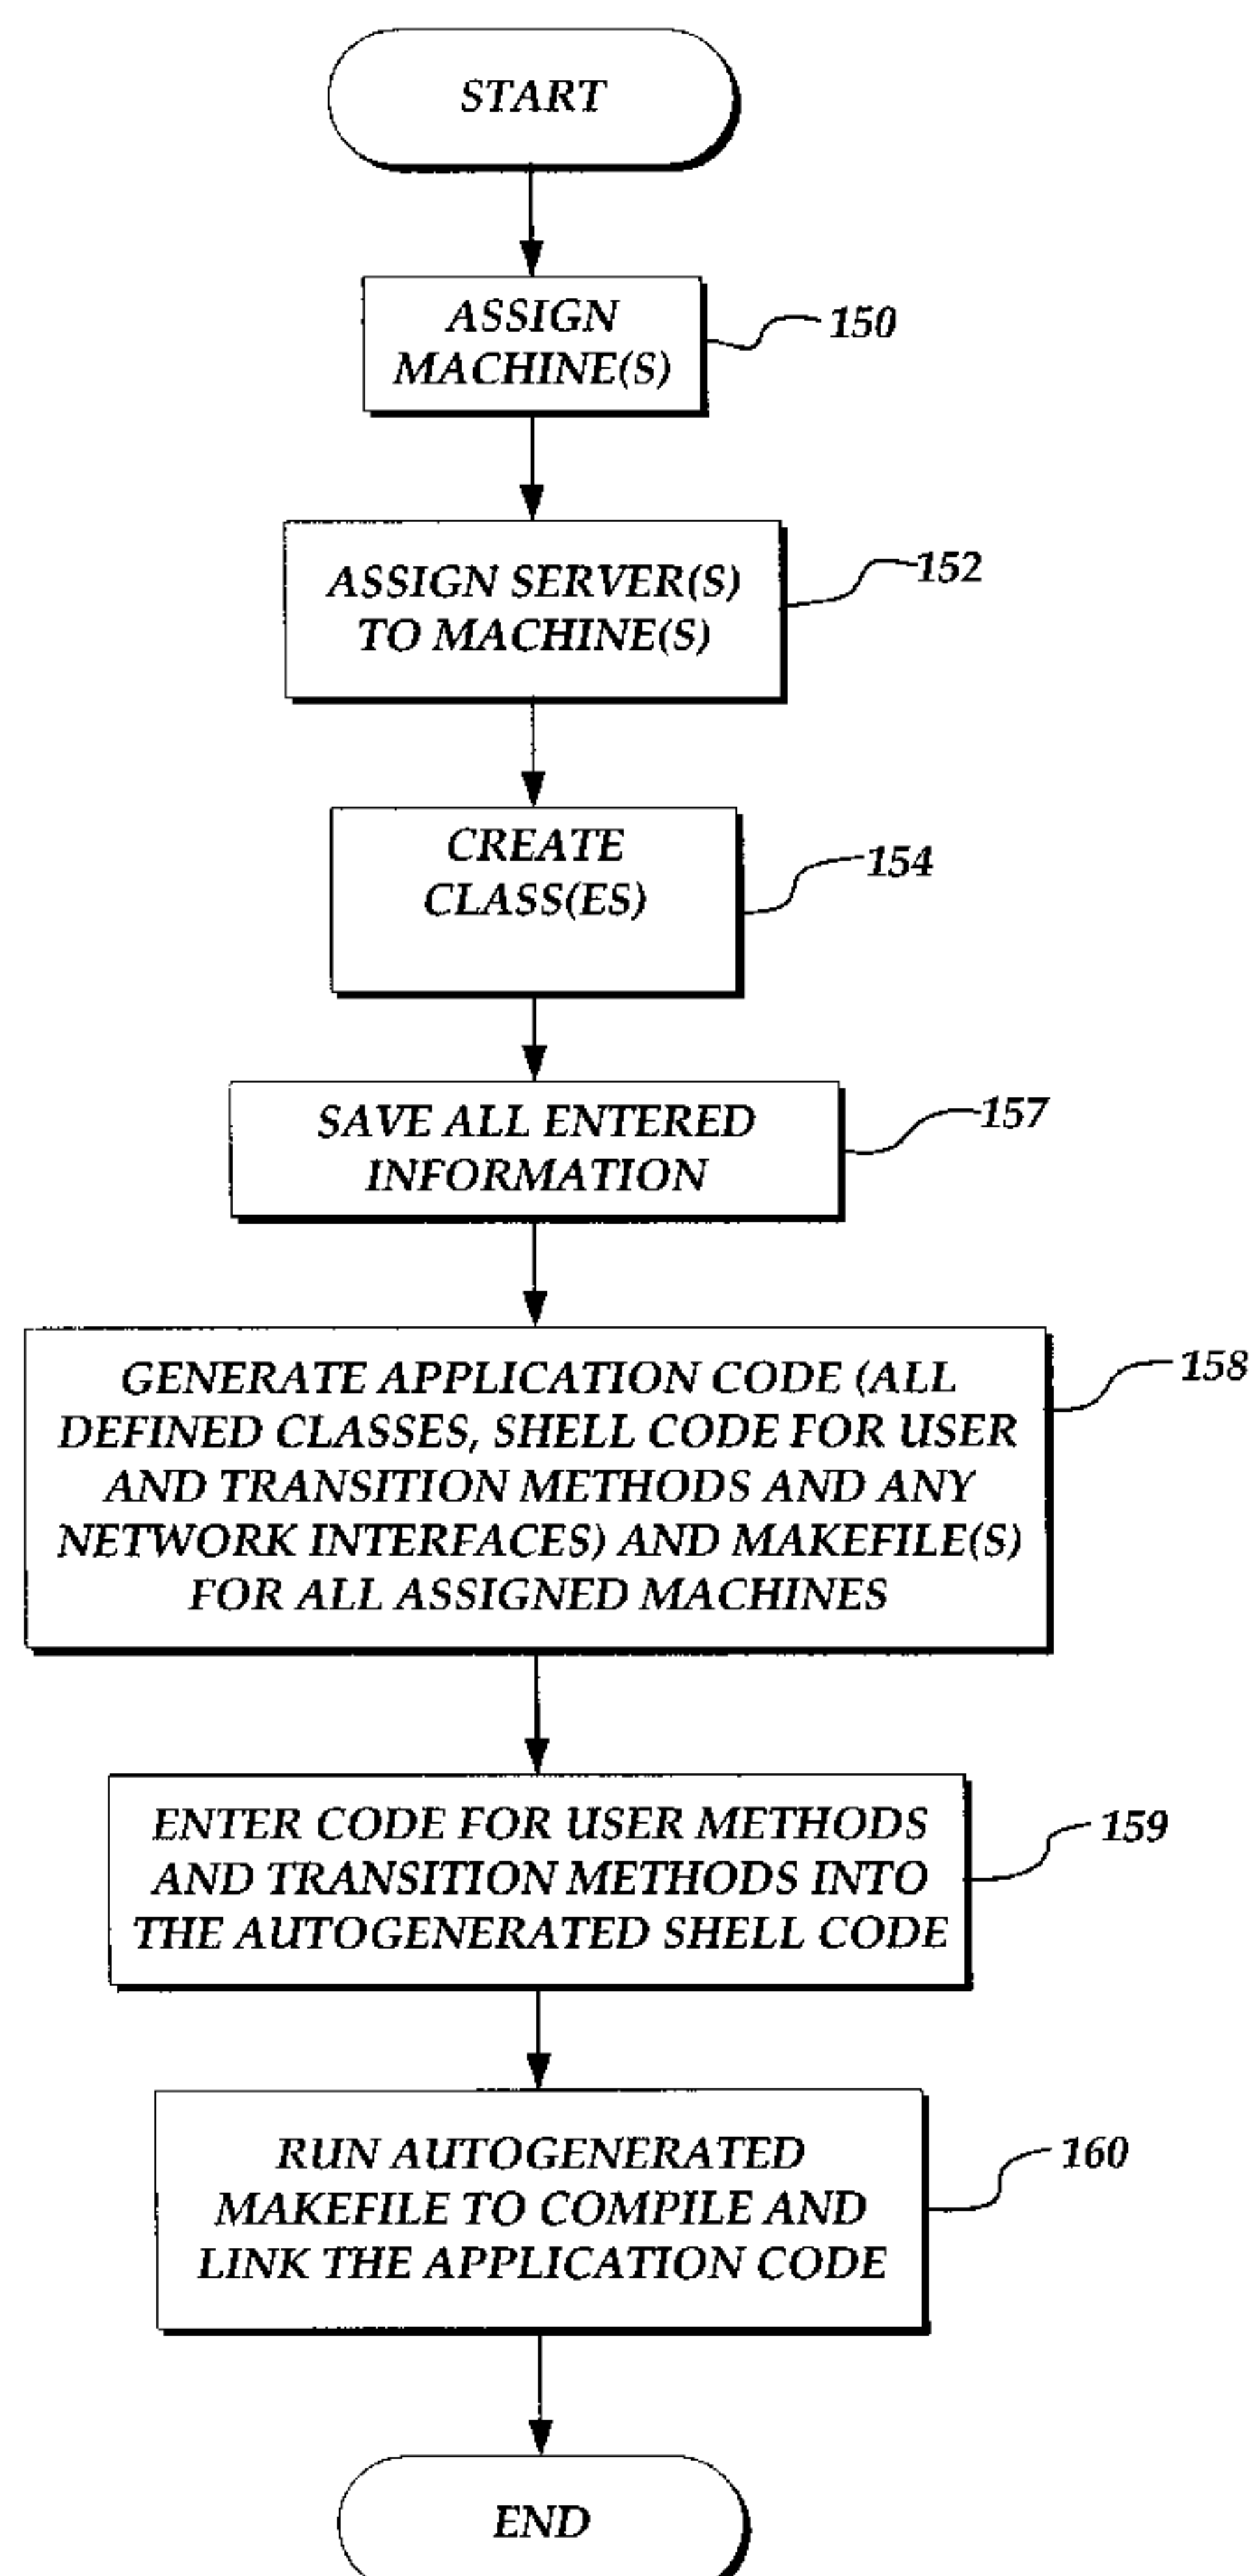 START
ASSIGN
MACHINE(S)
150
ASSIGN SERVER(S)
TO MACHINE(S)
152
CREATE
CLASS(ES)
154
SAVE ALL ENTERED
INFORMATION
157
GENERATE APPLICATION CODE (ALL
DEFINED CLASSES, SHELL CODE FOR USER
AND TRANSITION METHODS AND ANY
NETWORK INTERFACES) AND MAKEFILE(S)
FOR ALL ASSIGNED MACHINES
158
ENTER CODE FOR USER METHODS
AND TRANSITION METHODS INTO
THE AUTOGENERATED SHELL CODE
159
RUN AUTOGENERATED
MAKEFILE TO COMPILE AND
LINK THE APPLICATION CODE
160
END